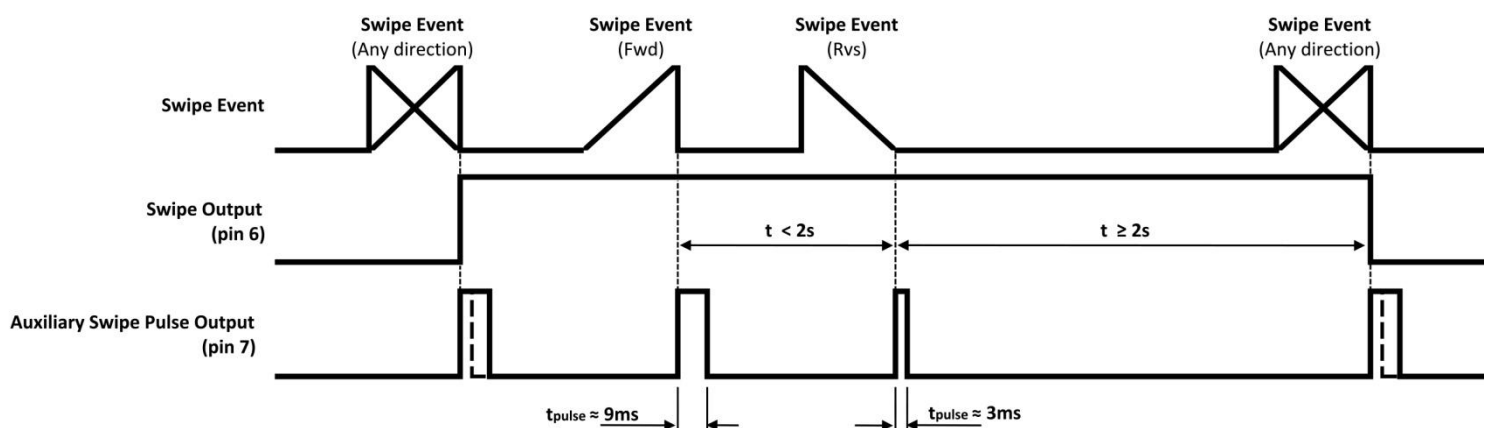 Swipe Event
(Any direction)
Swipe Event
(Fwd)
Swipe Event
(Rvs)
Swipe Event
(Any direction)
Swipe Event
Swipe Output
(pin 6)
t < 2s
t ≥ 2s
Auxiliary Swipe Pulse Output
(pin 7)
tpulse ≈ 9ms
tpulse ≈ 3ms